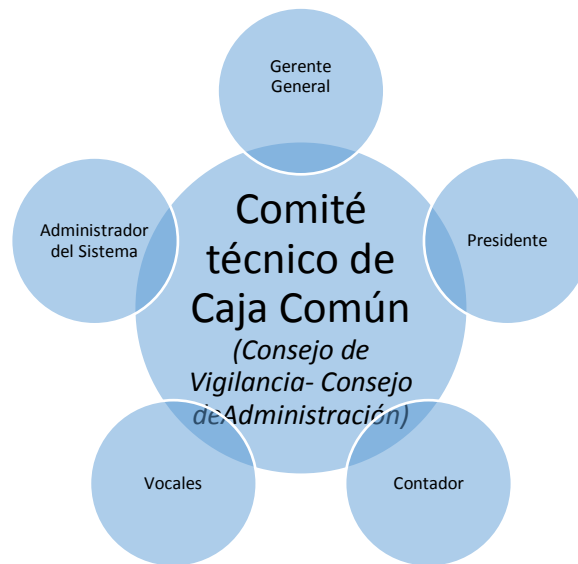 Gerente
General
Administrador
del Sistema
Presidente
Comité
técnico de
Caja Común
(Consejo de
Vigilancia- Consejo
deAdministración)
Vocales
Contador